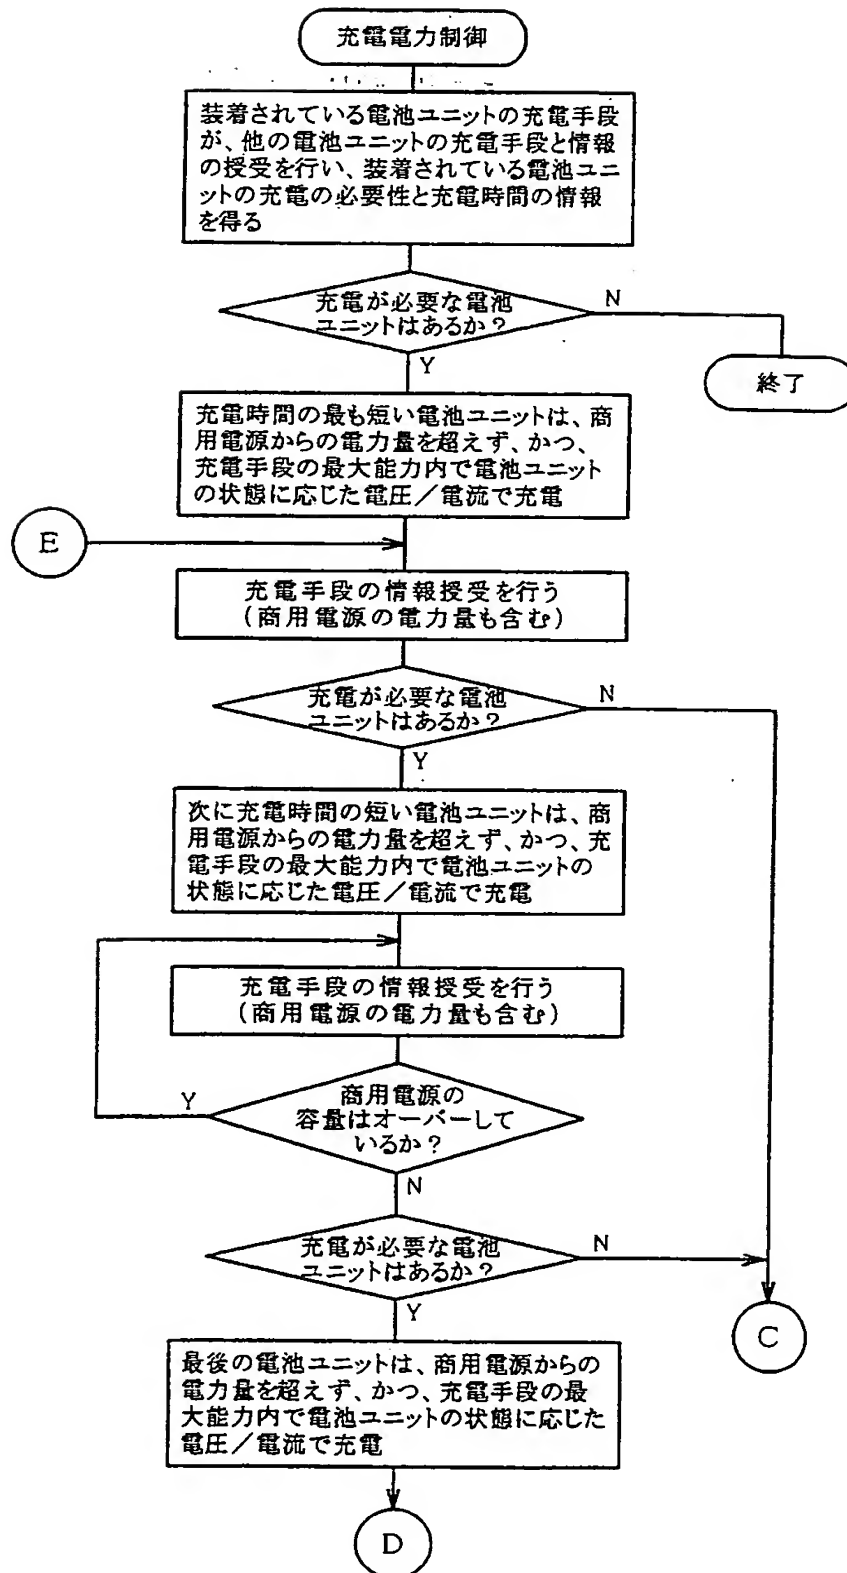 充電電力制御
装着されている電池ユニットの充電手段
が、他の電池ユニットの充電手段と情報
の授受を行い、装着されている電池ユニ
ットの充電の必要性と充電時間の情報
を得る
充電が必要な電池
ユニットはあるか?
N
Y
終了
充電時間の最も短い電池ユニットは、商
用電源からの電力量を超えず、かつ、
充電手段の最大能力内で電池ユニット
の状態に応じた電圧/電流で充電
E
充電手段の情報授受を行う
(商用電源の電力量も含む)
充電が必要な電池
ユニットはあるか?
N
Y
次に充電時間の短い電池ユニットは、商
用電源からの電力量を超えず、かつ、充
電手段の最大能力内で電池ユニットの
状態に応じた電圧/電流で充電
充電手段の情報授受を行う
(商用電源の電力量も含む)
商用電源の
容量はオーバーして
いるか?
Y
N
充電が必要な電池
ユニットはあるか?
N
Y
C
最後の電池ユニットは、商用電源からの
電力量を超えず、かつ、充電手段の最
大能力内で電池ユニットの状態に応じた
電圧/電流で充電
D